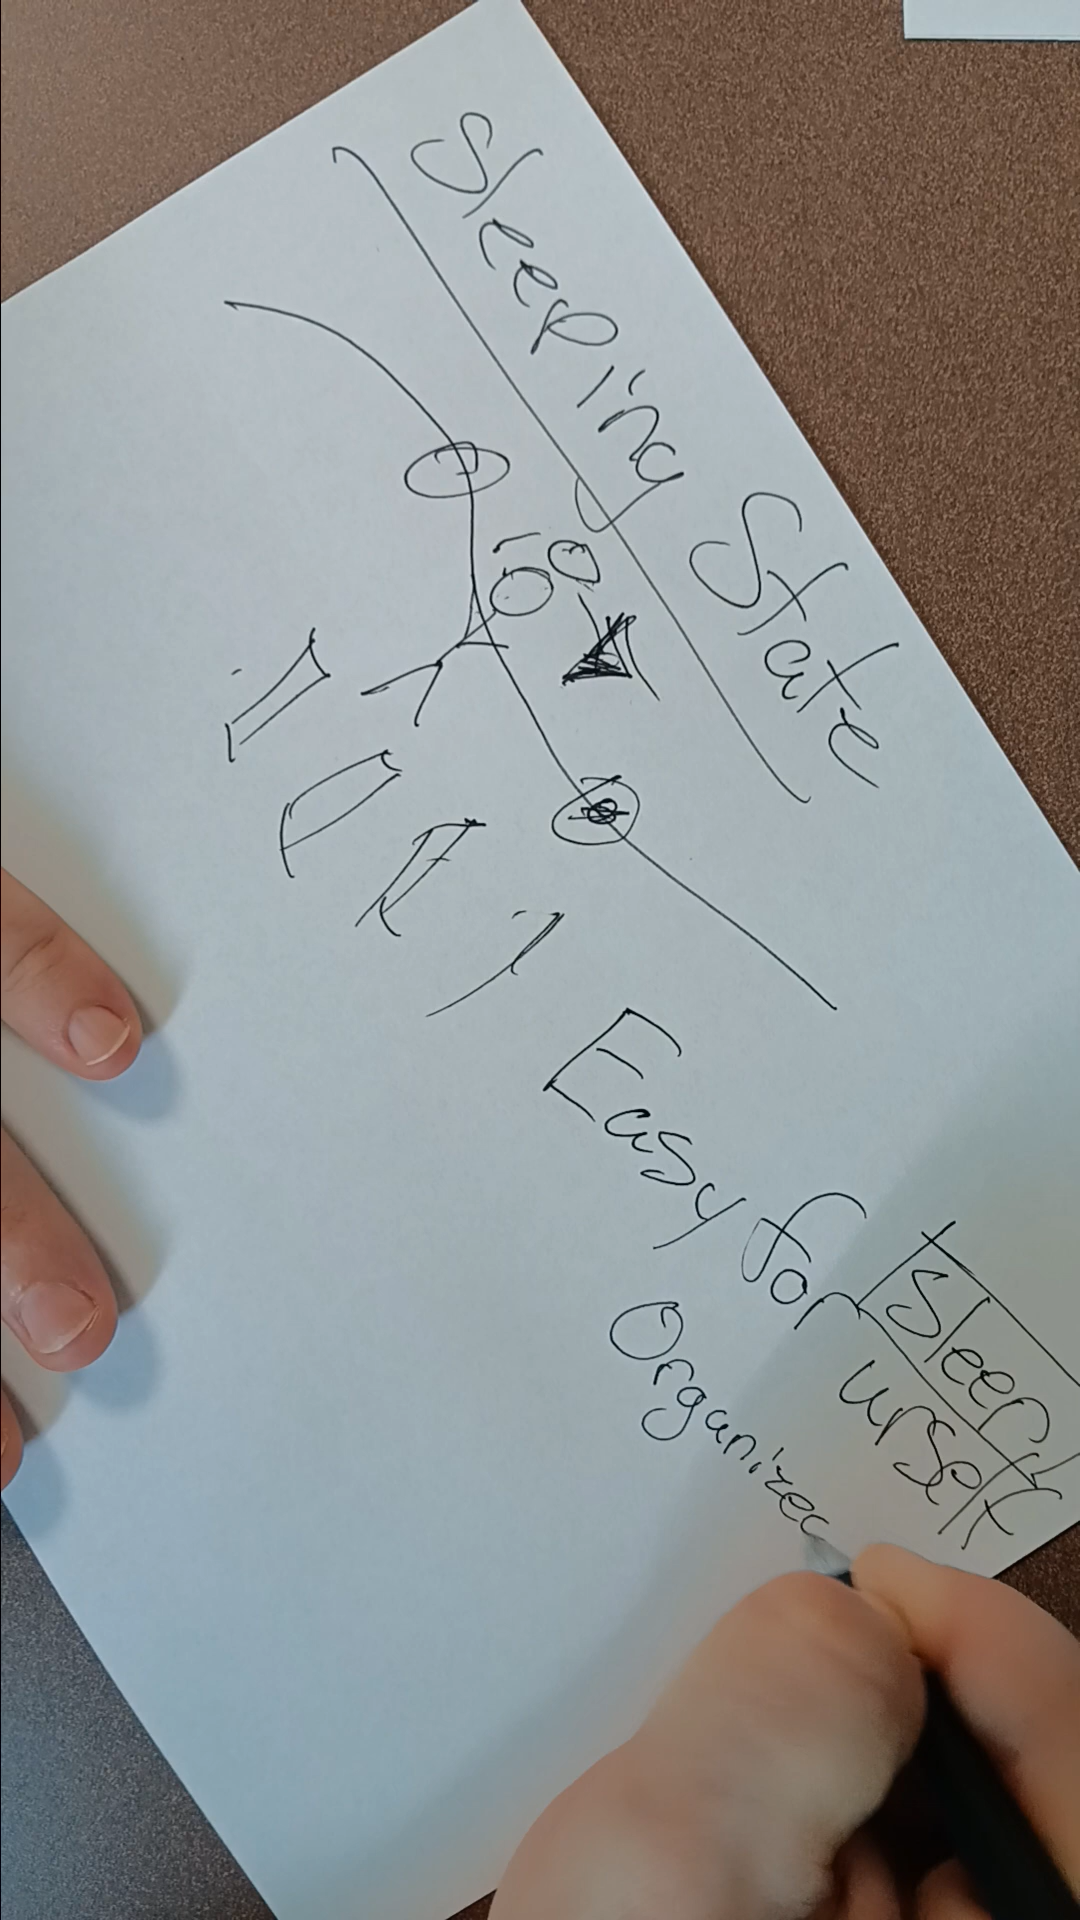 Sleeping State
Easy for
Sleep
urself
Organized